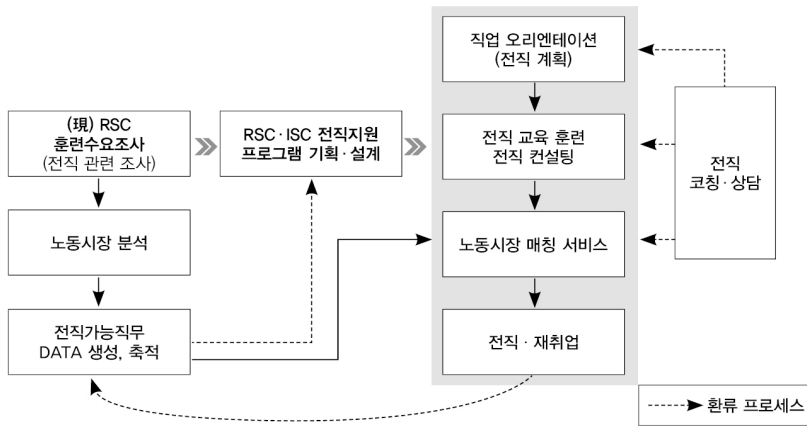 (現) RSC
훈련수요조사
(전직 관련 조사)
노동시장 분석
전직가능직무
DATA 생성, 축적
RSC·ISC 전직지원
프로그램 기획·설계
직업 오리엔테이션
(전직 계획)
전직 교육 훈련
전직 컨설팅
노동시장 매칭 서비스
전직·재취업
전직
코칭·상담
환류 프로세스